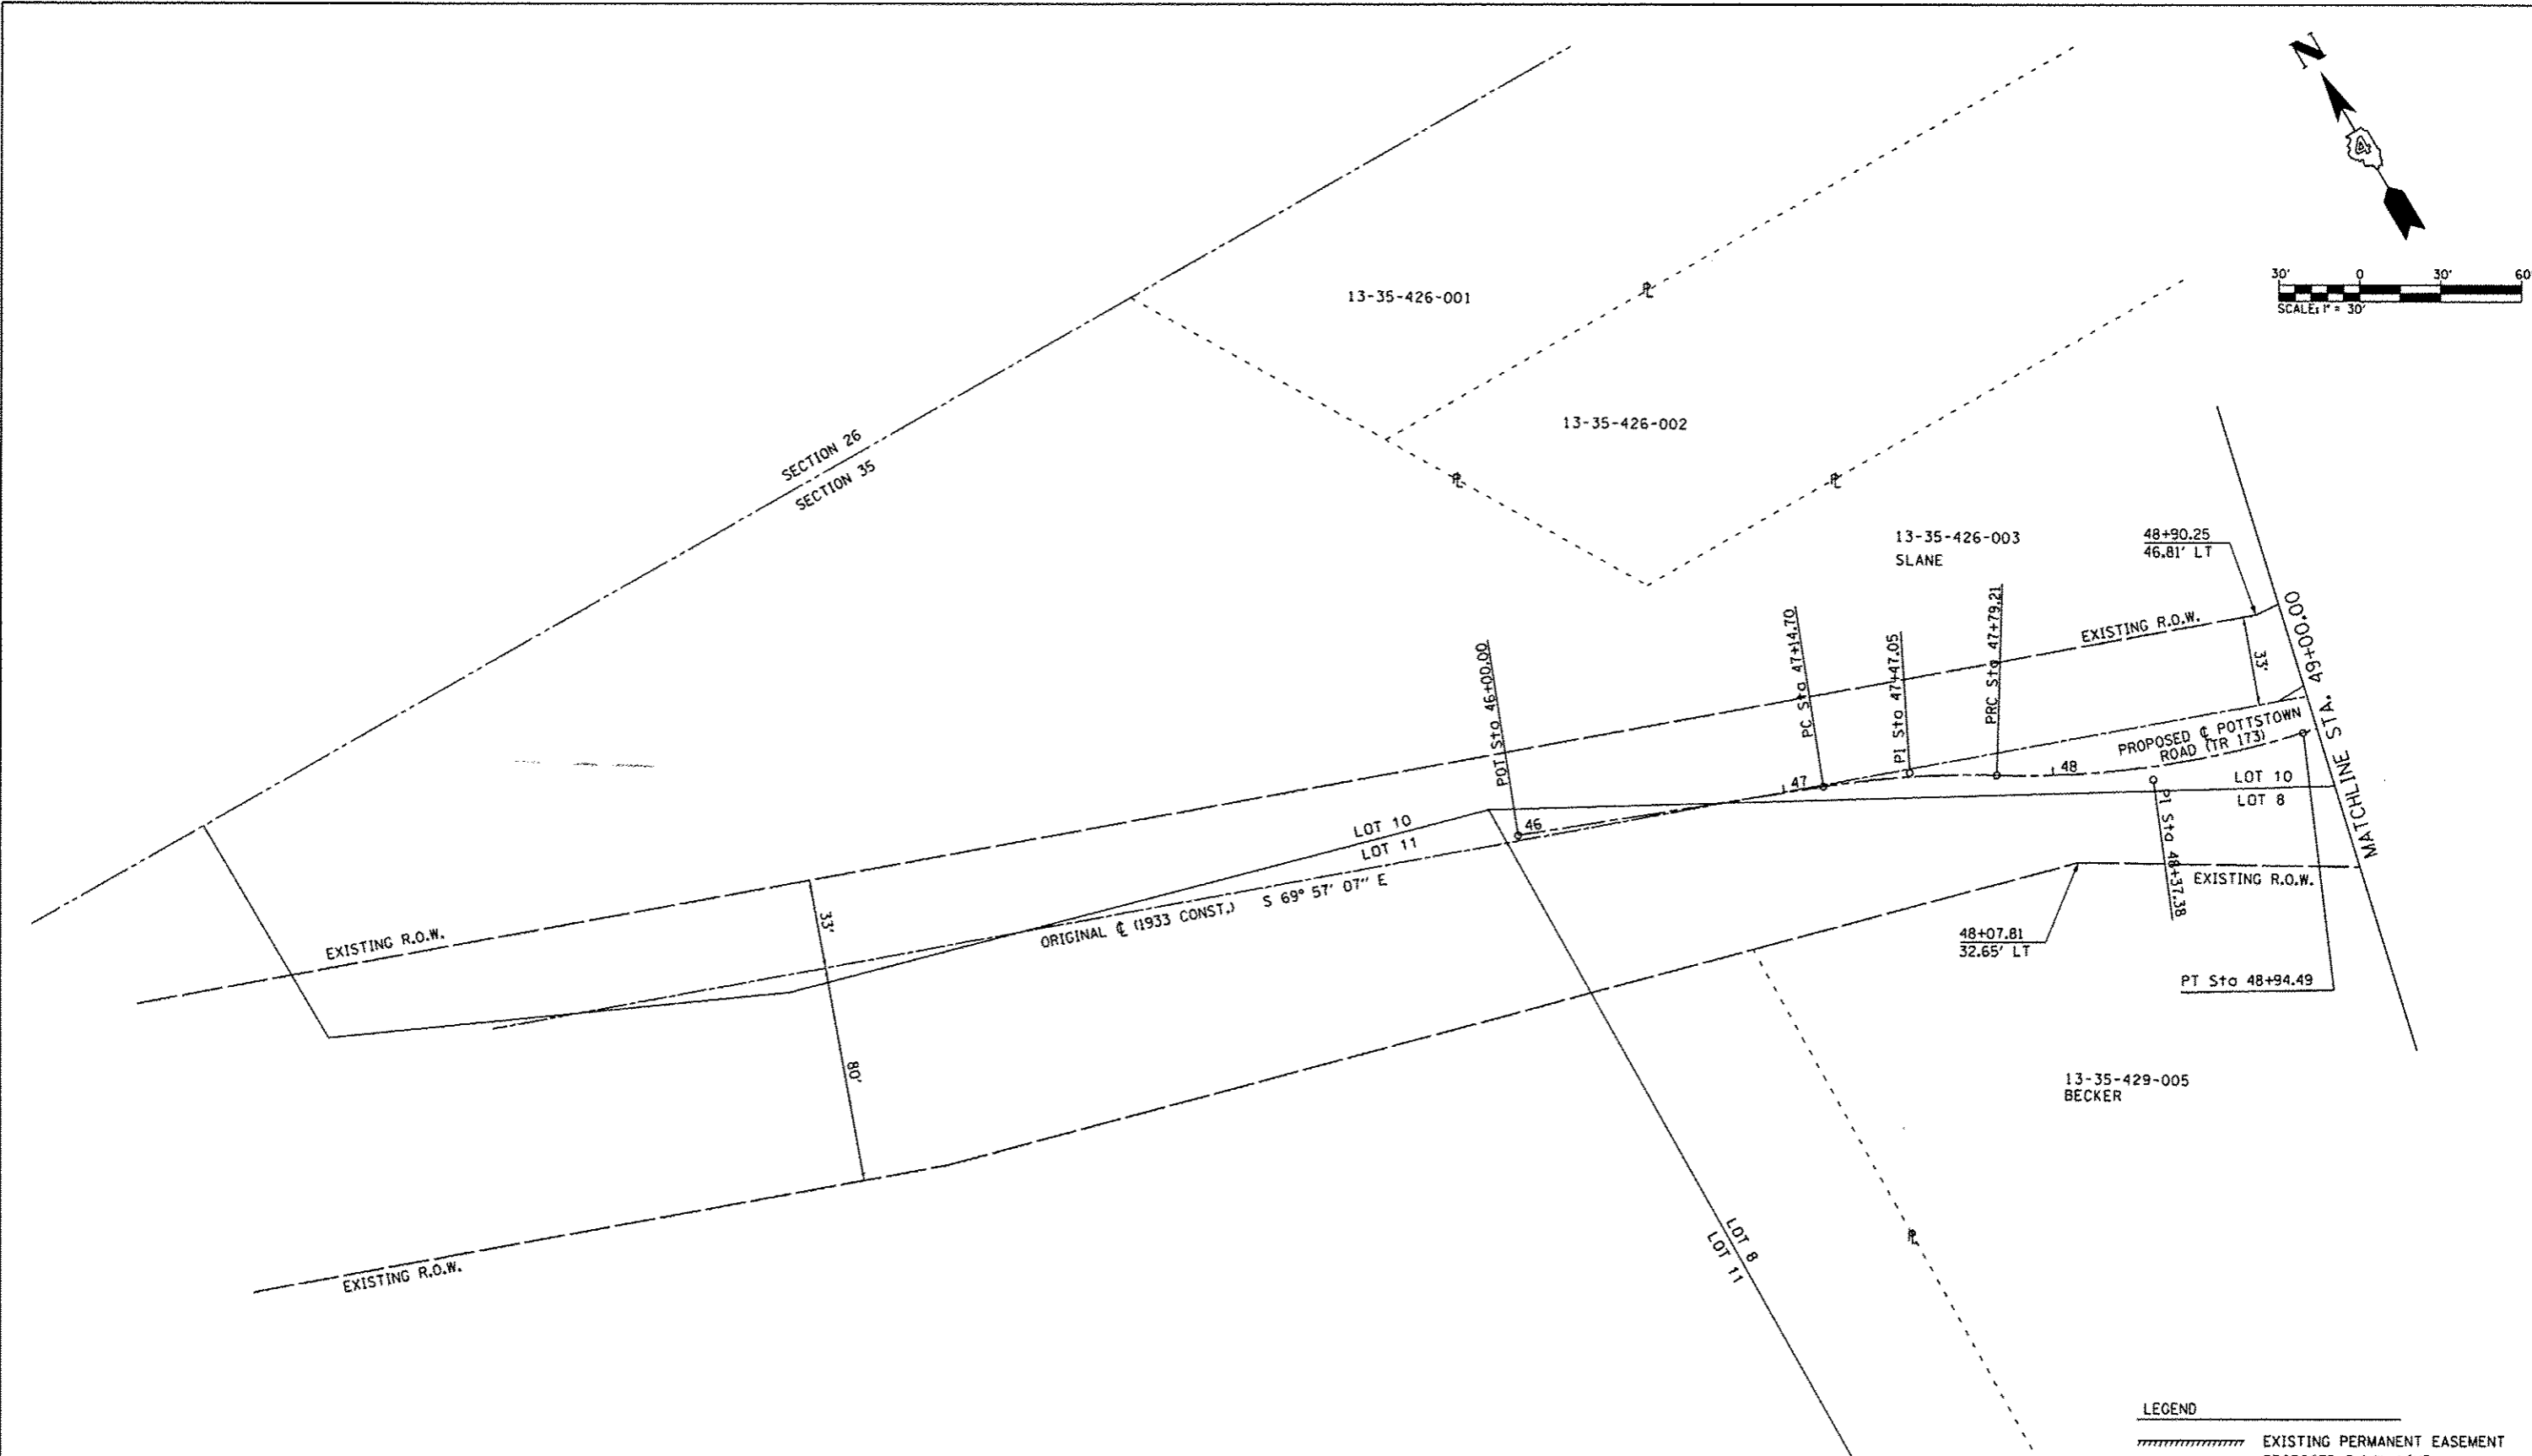 N
4
30' 0 30' 60
SCALE: 1" = 30'
13-35-426-001
13-35-426-002
SECTION 26
SECTION 35
13-35-426-003
SLANE
48+90.25
46.81' LT
EXISTING R.O.W.
33'
MATCHLINE STA. 49+00.00
POT Sta 46+00.00
PC Sta 47+14.70
PI Sta 47+47.05
PRC Sta 47+79.21
PROPOSED ℄ POTTSTOWN
ROAD (TR 173)
46
47
48
LOT 10
LOT 8
PI Sta 48+37.38
EXISTING R.O.W.
LOT 10
LOT 11
ORIGINAL ℄ (1933 CONST.) S 69° 57' 07" E
33'
80'
EXISTING R.O.W.
48+07.81
32.65' LT
PT Sta 48+94.49
13-35-429-005
BECKER
LOT 8
LOT 11
EXISTING R.O.W.
LEGEND
EXISTING PERMANENT EASEMENT